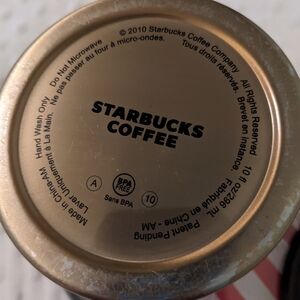 © 2010 Starbucks Coffee Company
All Rights Reserved 10 fl oz/296 mL
Patent Pending
Made in China-AM Hand Wash Only Do Not Microwave
Tous droits réservés. Brevet en instance.
Fabriqué en Chine - AM
Laver Uniquement à La Main. Ne pas passer au four à micro-ondes.
STARBUCKS
COFFEE
A
BPA
FREE
10
Sans BPA